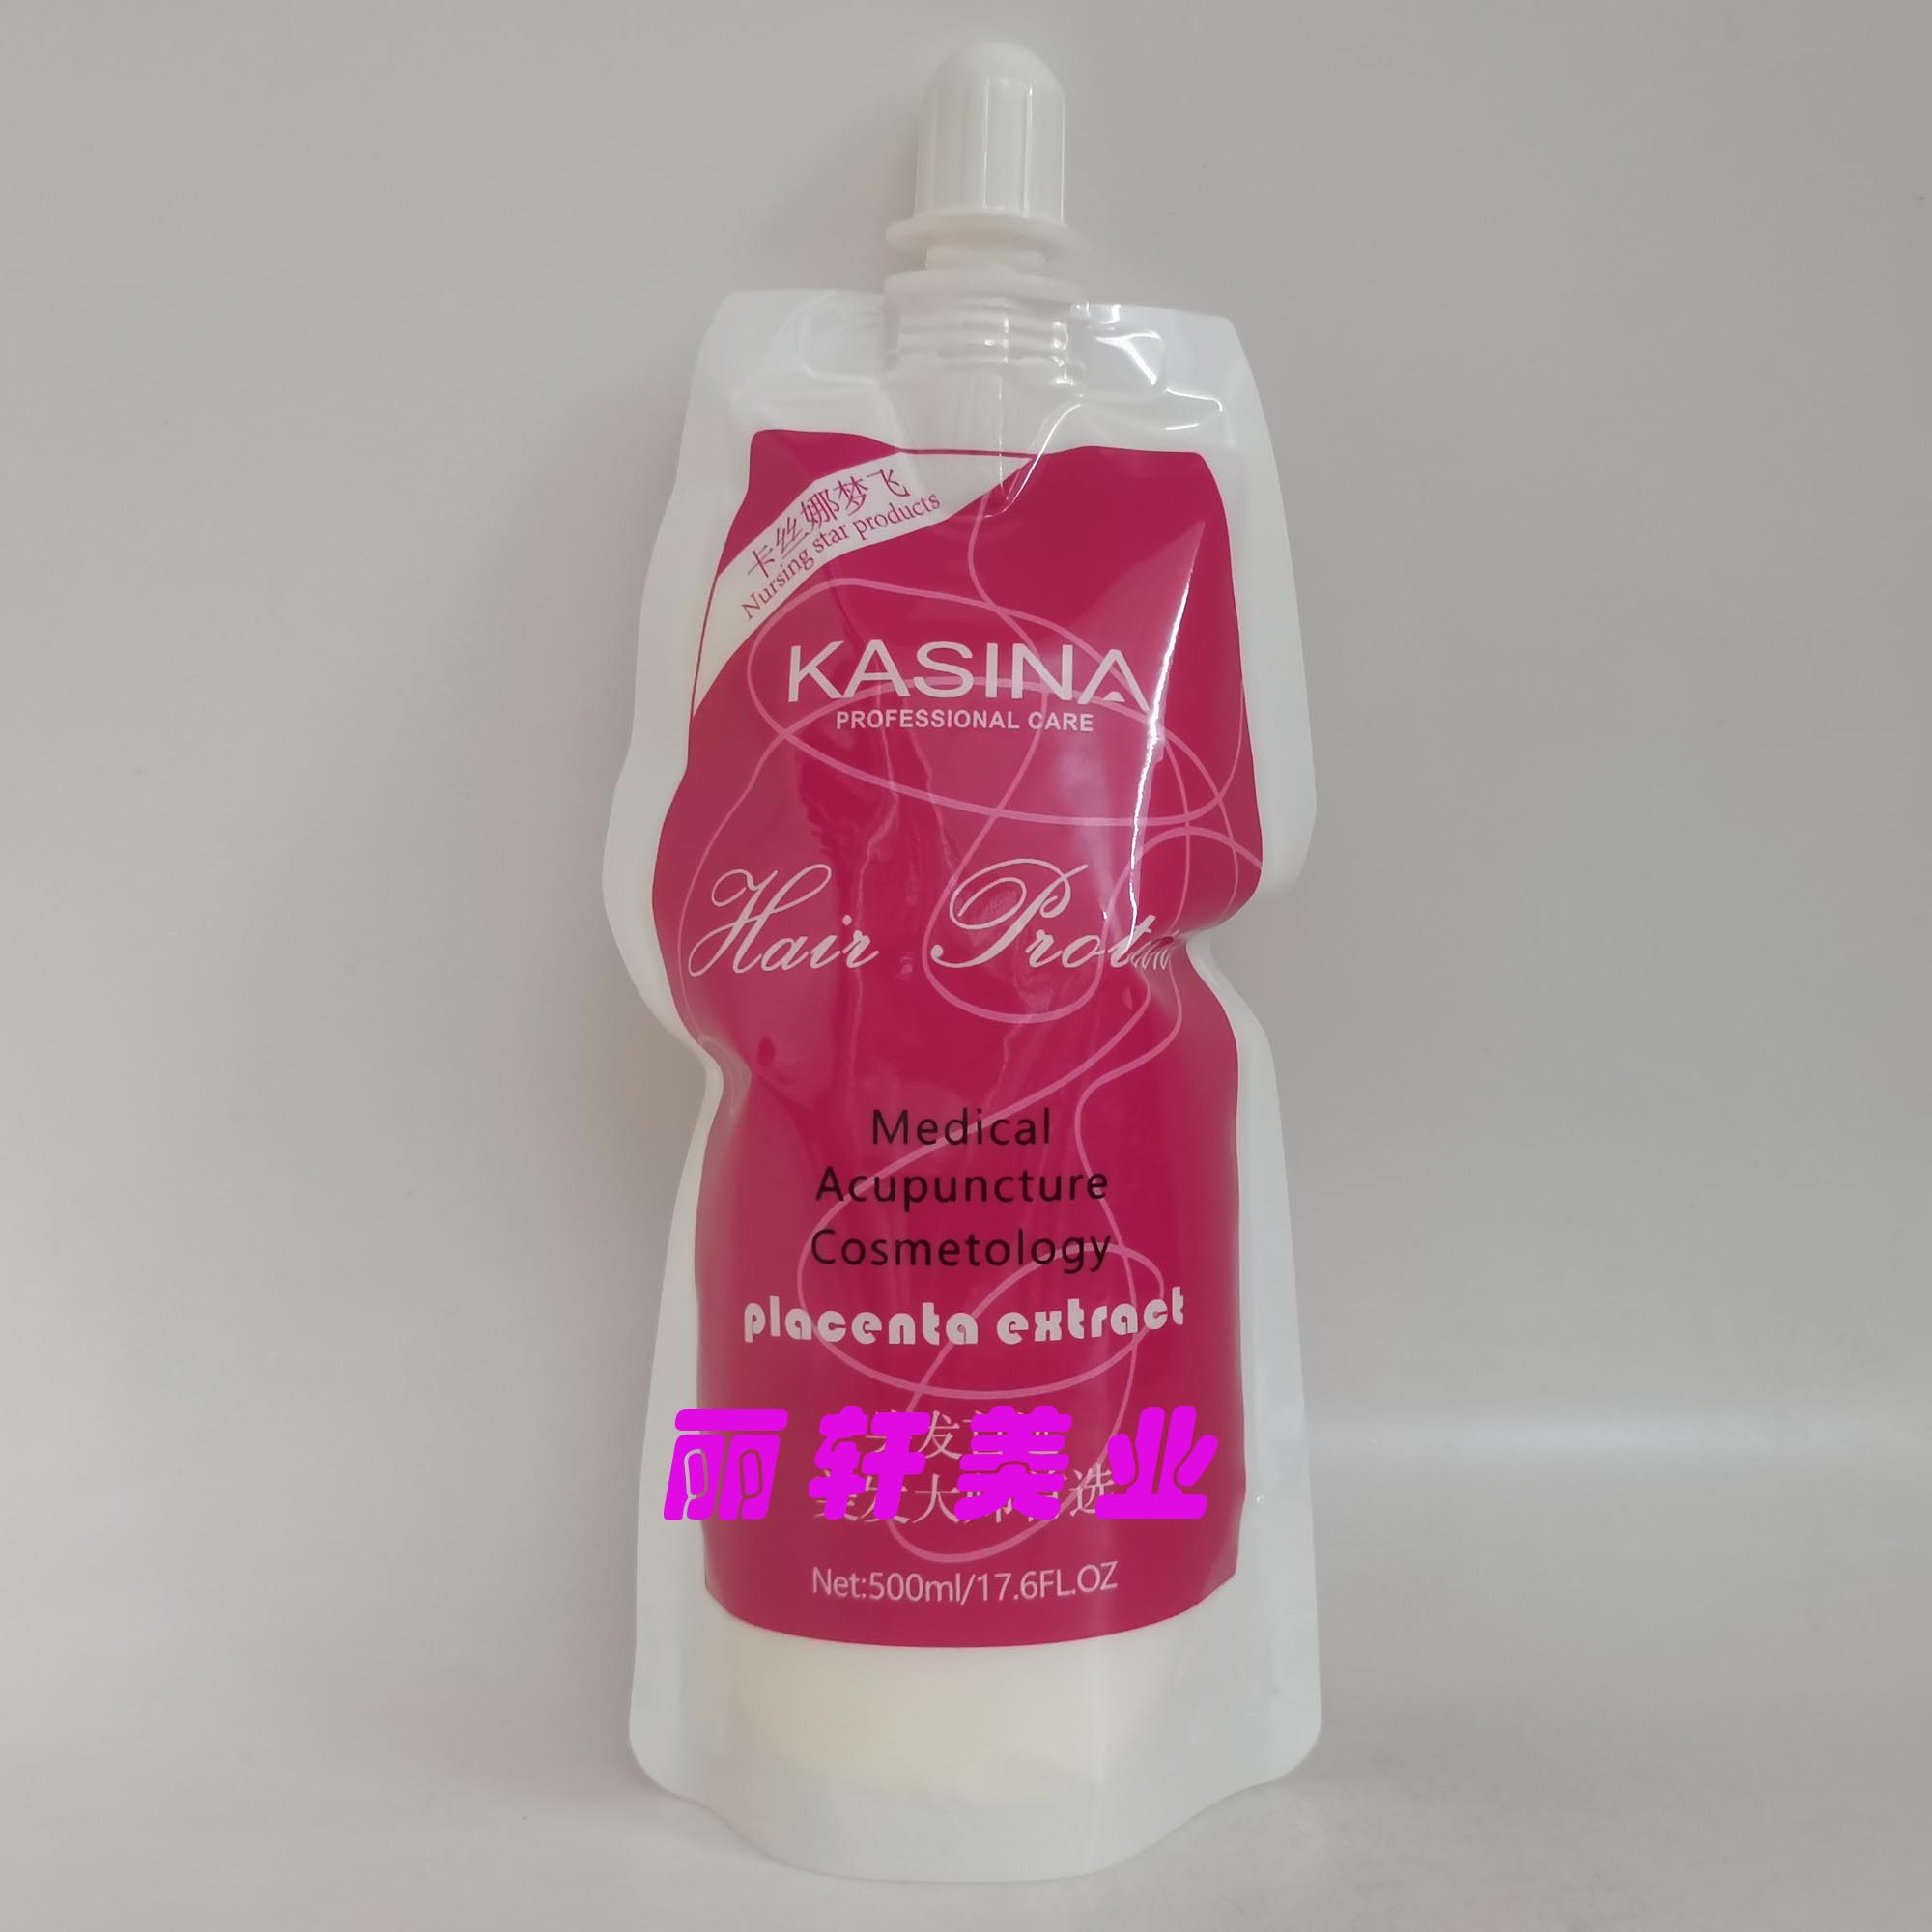 卡丝娜梦飞
Nursing star products
KASINA
PROFESSIONAL CARE
Hair
Medical
Acupuncture
Cosmetology
placenta extract
丽轩美业
Net:500ml/17.6FL.OZ